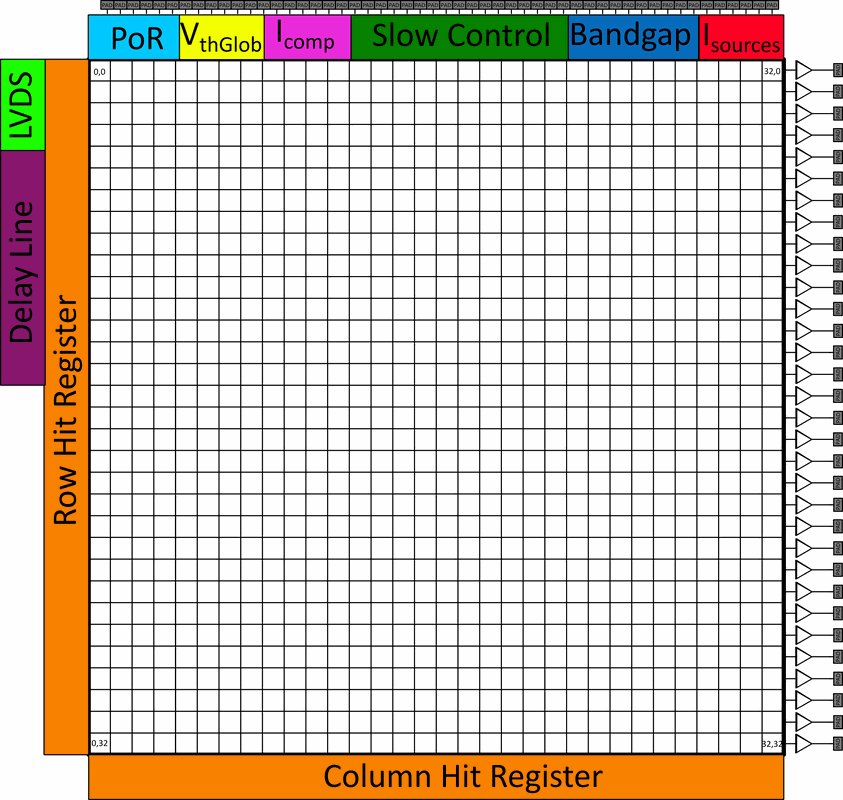 PoR
VthGlob
Icomp
Slow Control
Bandgap
Isources
LVDS
Delay Line
Row Hit Register
0,0
32,0
0,32
32,32
Column Hit Register